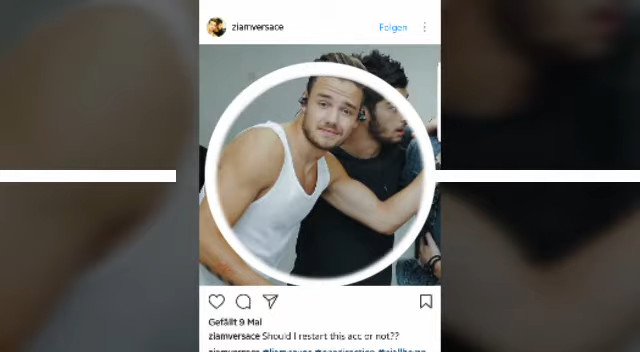 ziamversace
Folgen
Gefällt 9 Mal
ziamversace Should I restart this acc or not??